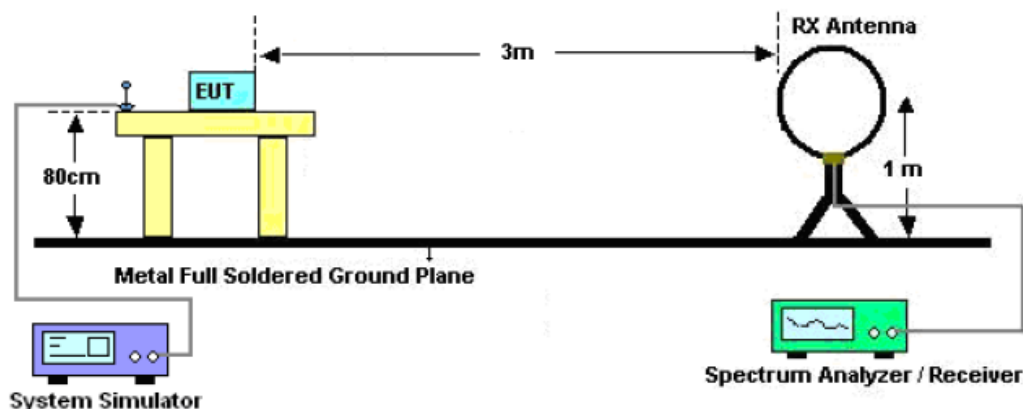 RX Antenna
3m
EUT
80cm
1 m
Metal Full Soldered Ground Plane
System Simulator
Spectrum Analyzer / Receiver